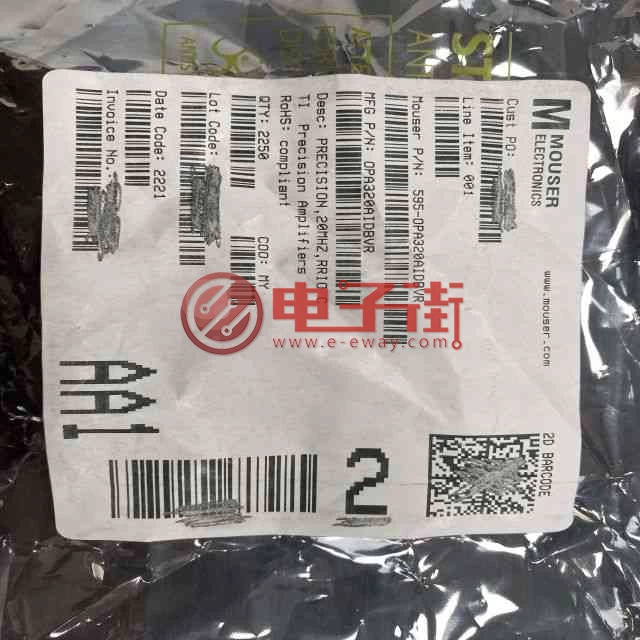 MOUSER
ELECTRONICS
www.mouser.com
Cust PO:
Line Item: 001
Mouser P/N: 595-OPA320AIDBVR
MFG P/N: OPA320AIDBVR
Desc: PRECISION,20MHZ,RRIO
TI Precision Amplifiers
RoHS: compliant
QTY: 2250
COO: MY
Lot Code:
Date Code: 2221
Invoice No.
2D BARCODE
2
AA!
电子街
www.e-eway.com